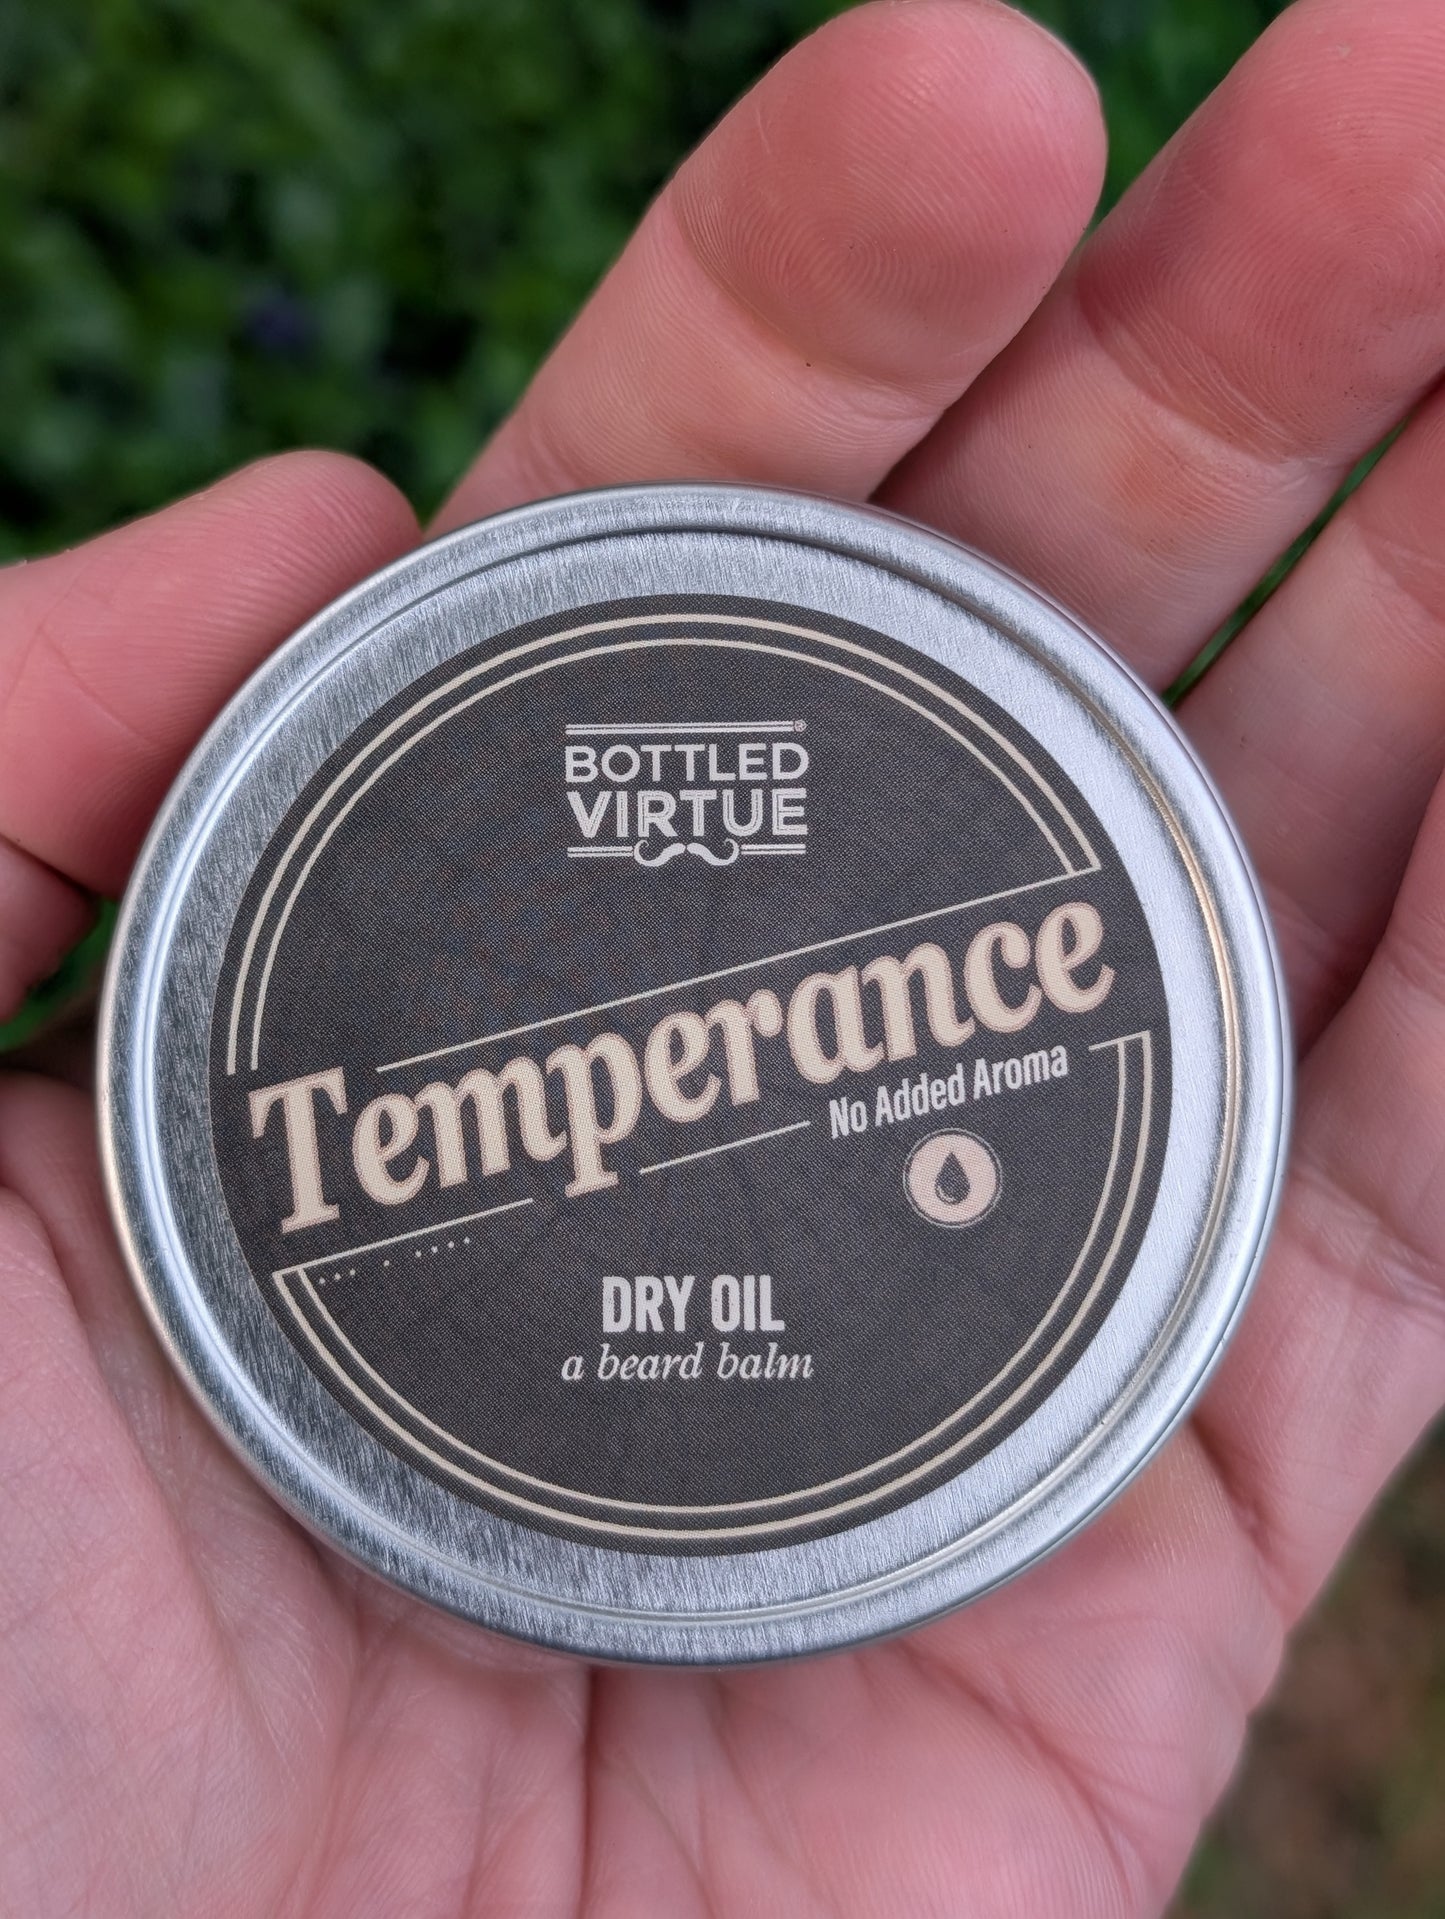 BOTTLED
VIRTUE
Temperance
No Added Aroma
DRY OIL
a beard balm